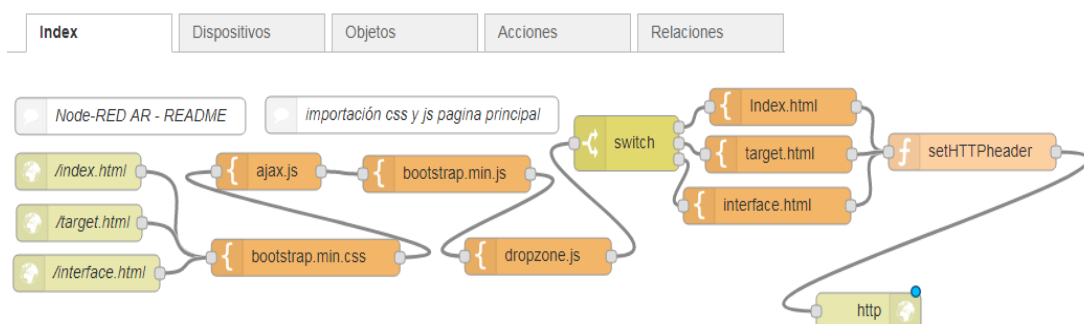 Index Dispositivos Objetos Acciones Relaciones
Node-RED AR - README
importación css y js pagina principal
/index.html
/target.html
/interface.html
bootstrap.min.css
ajax.js
bootstrap.min.js
dropzone.js
switch
Index.html
target.html
interface.html
setHTTPheader
http